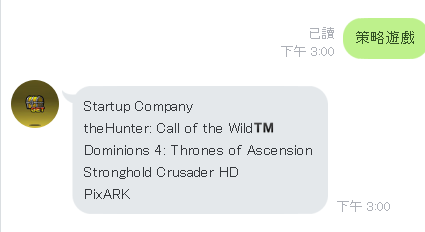 已讀
下午 3:00
策略遊戲
Startup Company
theHunter: Call of the Wild™
Dominions 4: Thrones of Ascension
Stronghold Crusader HD
PixARK
下午 3:00